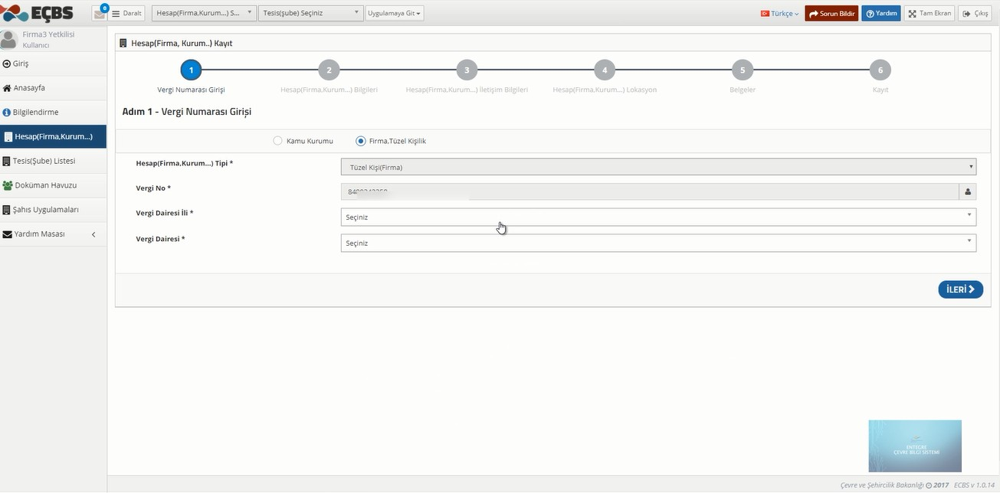 EÇBS
0
Daralt
Hesap(Firma,Kurum...) S...
Tesis(şube) Seçiniz
Uygulamaya Git
Türkçe
Sorun Bildir
Yardım
Tam Ekran
Çıkış
Firma3 Yetkilisi
Kullanıcı
Giriş
Anasayfa
Bilgilendirme
Hesap(Firma,Kurum...)
Tesis(Şube) Listesi
Doküman Havuzu
Şahıs Uygulamaları
Yardım Masası
Hesap(Firma, Kurum..) Kayıt
1 2 3 4 5 6
Vergi Numarası Girişi
Hesap(Firma,Kurum...) Bilgileri
Hesap(Firma,Kurum...) İletişim Bilgileri
Hesap(Firma,Kurum...) Lokasyon
Belgeler
Kayıt
Adım 1 - Vergi Numarası Girişi
Kamu Kurumu
Firma,Tüzel Kişilik
Hesap(Firma,Kurum...) Tipi *
Tüzel Kişi(Firma)
Vergi No *
Vergi Dairesi İli *
Seçiniz
Vergi Dairesi *
Seçiniz
İLERİ
ENTEGRE
ÇEVRE BİLGİ SİSTEMİ
Çevre ve Şehircilik Bakanlığı 2017 ECBS v 1.0.14